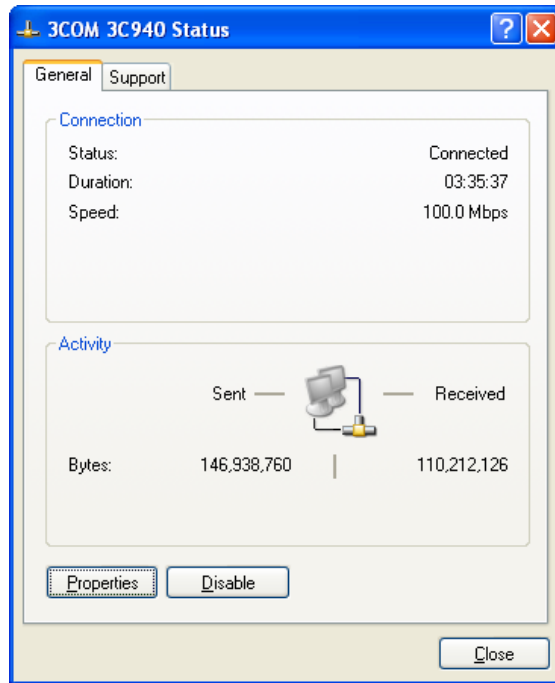 3COM 3C940 Status
General Support
Connection
Status: Connected
Duration: 03:35:37
Speed: 100.0 Mbps
Activity
Sent Received
Bytes: 146,938,760 110,212,126
Properties Disable
Close